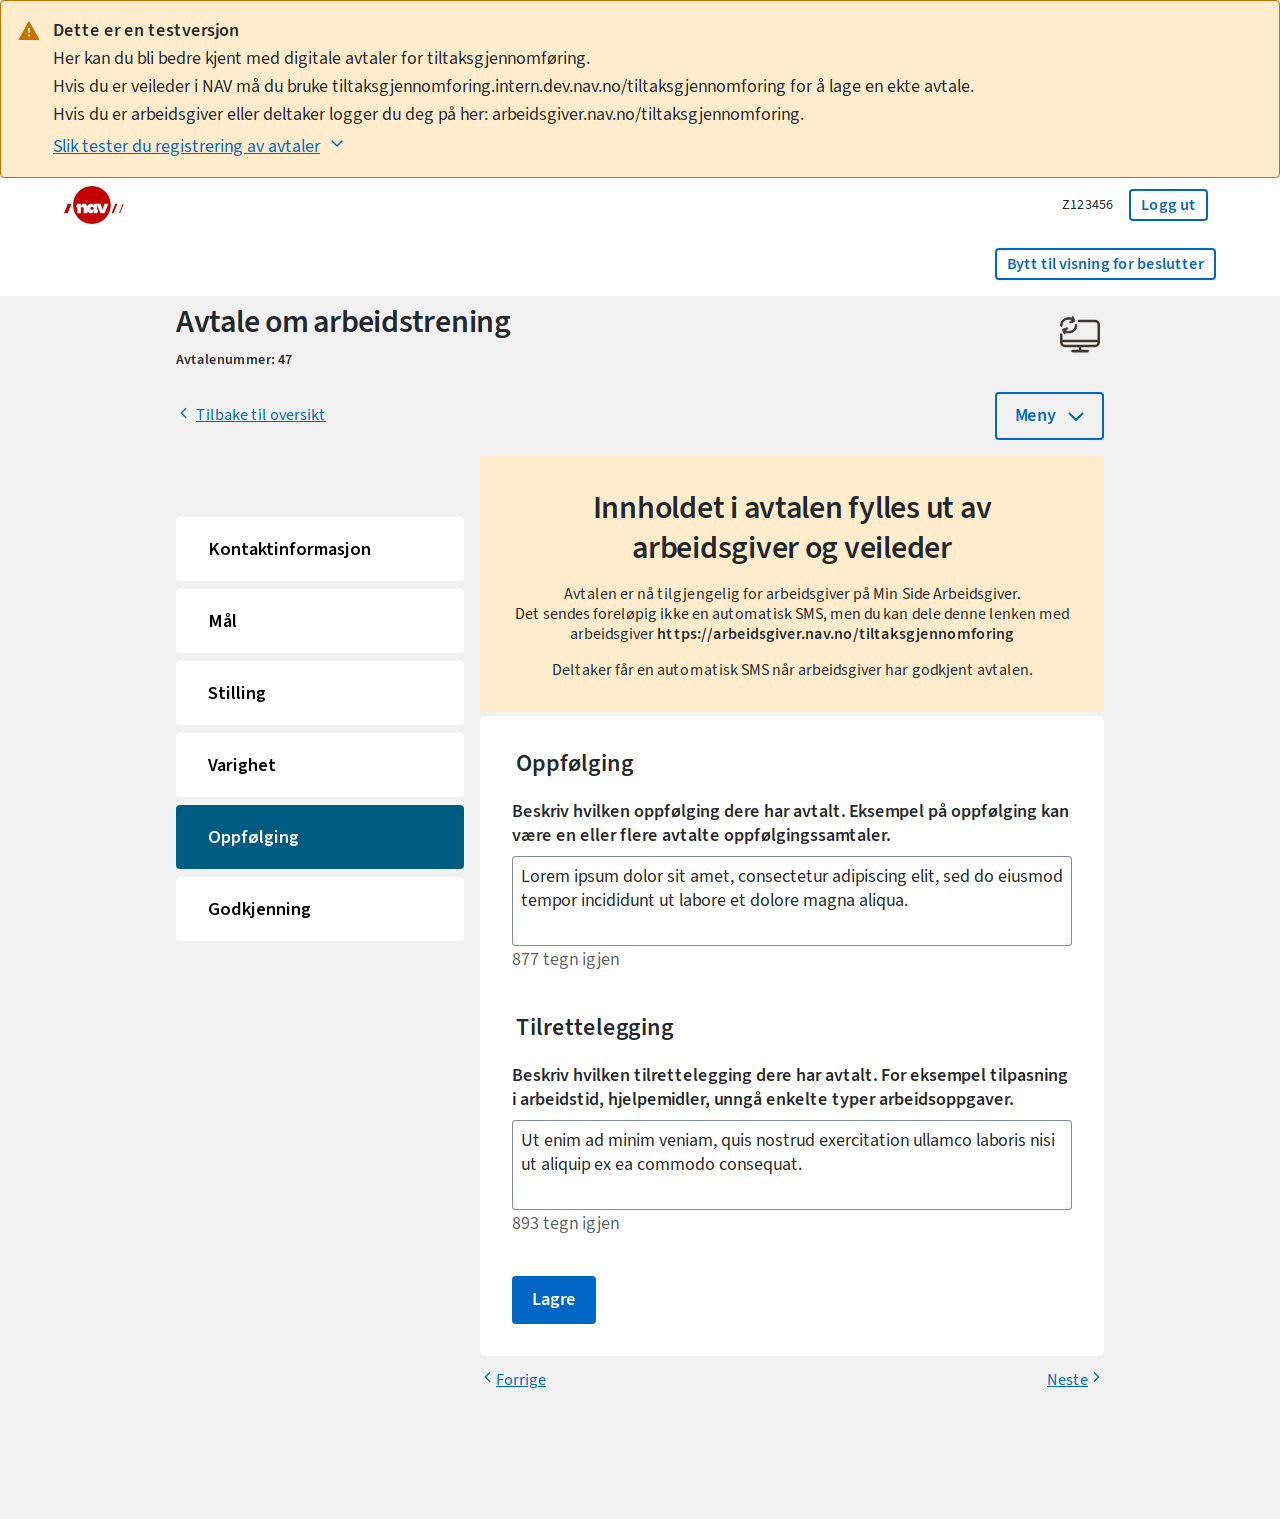 Dette er en testversjon
Her kan du bli bedre kjent med digitale avtaler for tiltaksgjennomføring.
Hvis du er veileder i NAV må du bruke tiltaksgjennomforing.intern.dev.nav.no/tiltaksgjennomforing for å lage en ekte avtale.
Hvis du er arbeidsgiver eller deltaker logger du deg på her: arbeidsgiver.nav.no/tiltaksgjennomforing.
Slik tester du registrering av avtaler
nav
Z123456
Logg ut
Bytt til visning for beslutter
Avtale om arbeidstrening
Avtalenummer: 47
Tilbake til oversikt
Meny
Kontaktinformasjon
Mål
Stilling
Varighet
Oppfølging
Godkjenning
Innholdet i avtalen fylles ut av
arbeidsgiver og veileder
Avtalen er nå tilgjengelig for arbeidsgiver på Min Side Arbeidsgiver.
Det sendes foreløpig ikke en automatisk SMS, men du kan dele denne lenken med
arbeidsgiver https://arbeidsgiver.nav.no/tiltaksgjennomforing
Deltaker får en automatisk SMS når arbeidsgiver har godkjent avtalen.
Oppfølging
Beskriv hvilken oppfølging dere har avtalt. Eksempel på oppfølging kan
være en eller flere avtalte oppfølgingssamtaler.
Lorem ipsum dolor sit amet, consectetur adipiscing elit, sed do eiusmod
tempor incididunt ut labore et dolore magna aliqua.
877 tegn igjen
Tilrettelegging
Beskriv hvilken tilrettelegging dere har avtalt. For eksempel tilpasning
i arbeidstid, hjelpemidler, unngå enkelte typer arbeidsoppgaver.
Ut enim ad minim veniam, quis nostrud exercitation ullamco laboris nisi
ut aliquip ex ea commodo consequat.
893 tegn igjen
Lagre
Forrige
Neste